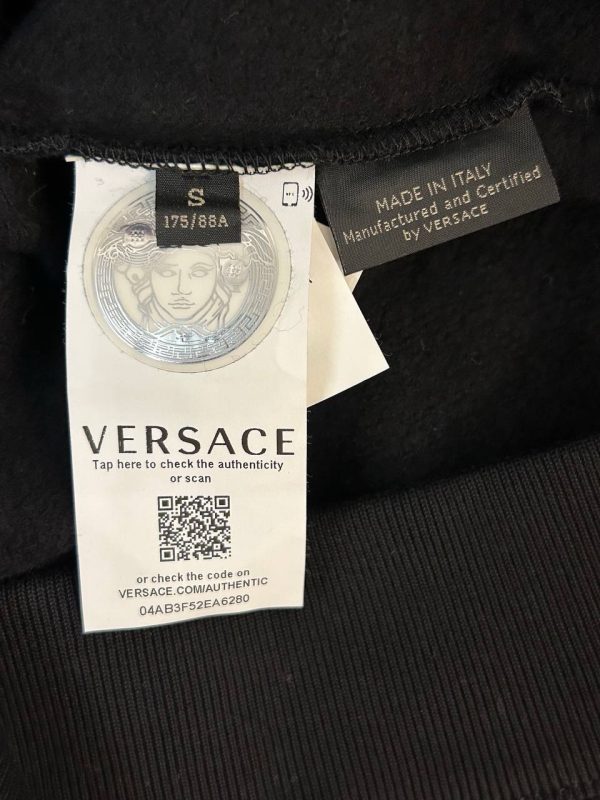 S
175/88A
MADE IN ITALY
Manufactured and Certified
by VERSACE
VERSACE
Tap here to check the authenticity
or scan
or check the code on
VERSACE.COM/AUTHENTIC
04AB3F52EA6280